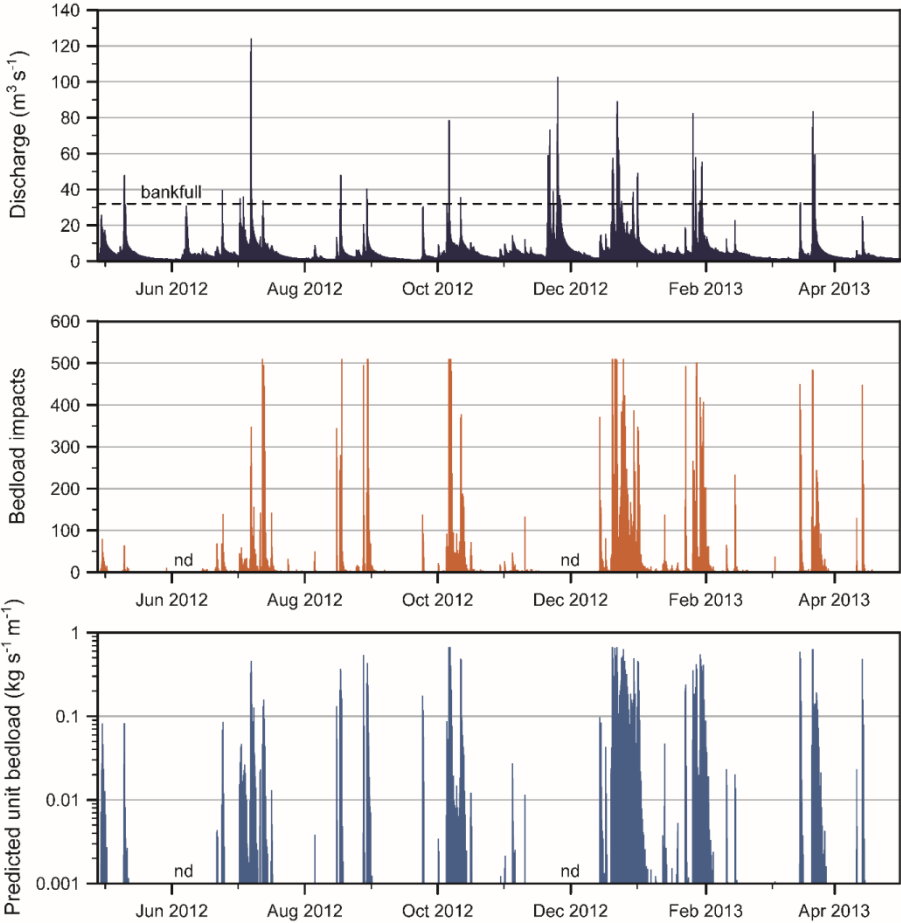 Discharge (m³ s⁻¹)
140
120
100
80
60
40
20
0
bankfull
Jun 2012 Aug 2012 Oct 2012 Dec 2012 Feb 2013 Apr 2013
Bedload impacts
600
500
400
300
200
100
0
nd nd
Jun 2012 Aug 2012 Oct 2012 Dec 2012 Feb 2013 Apr 2013
Predicted unit bedload (kg s⁻¹ m⁻¹)
1
0.1
0.01
0.001
nd nd
Jun 2012 Aug 2012 Oct 2012 Dec 2012 Feb 2013 Apr 2013